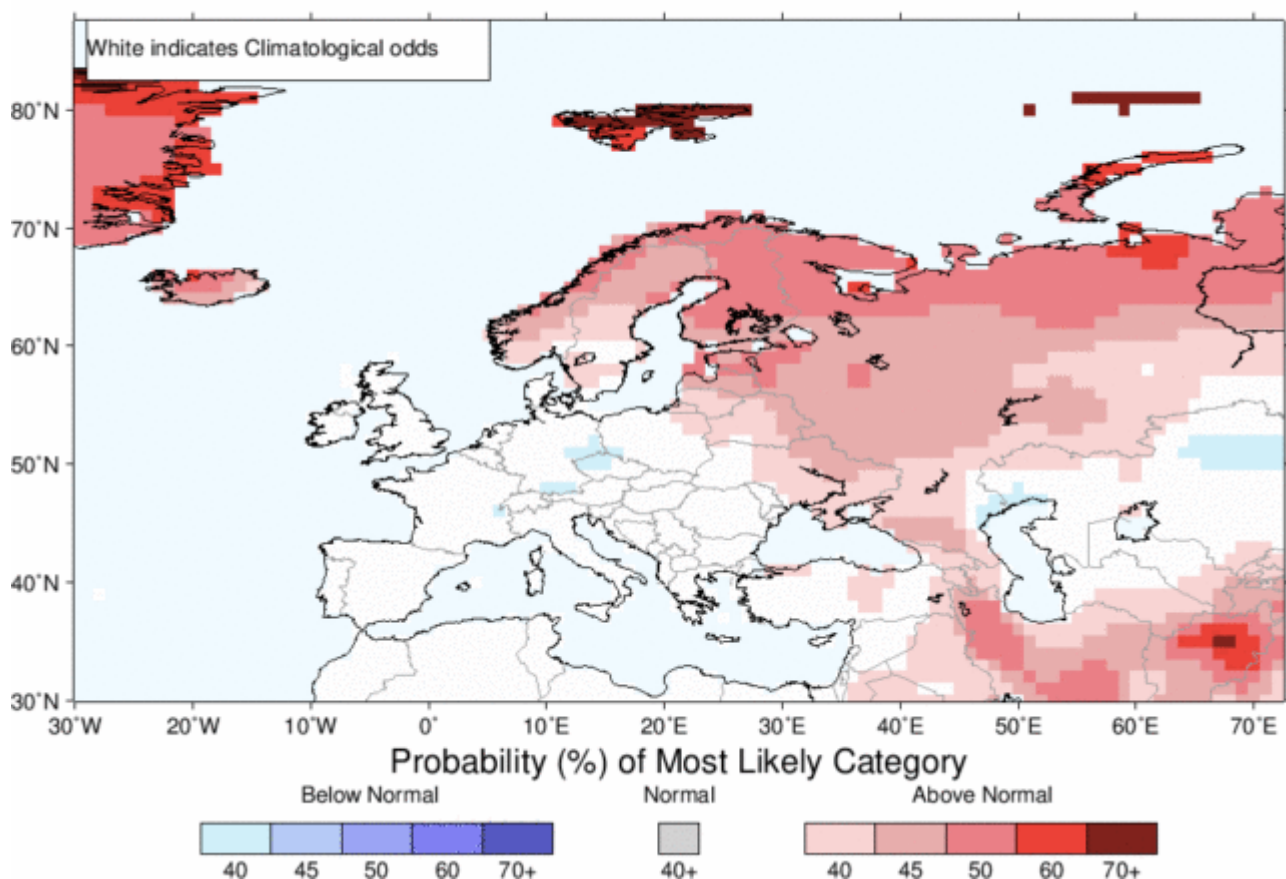 White indicates Climatological odds
80°N
70°N
60°N
50°N
40°N
30°N
30°W 20°W 10°W 0° 10°E 20°E 30°E 40°E 50°E 60°E 70°E
Probability (%) of Most Likely Category
Below Normal Normal Above Normal
40 45 50 60 70+ 40+ 40 45 50 60 70+